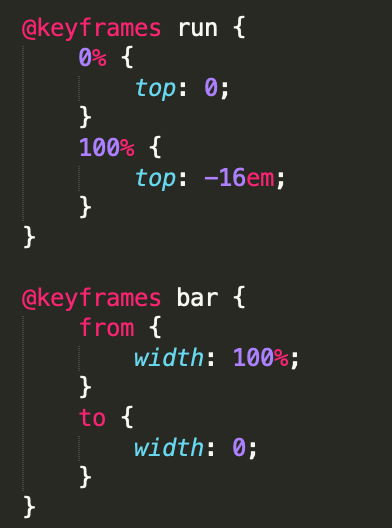 @keyframes run {
    0% {
        top: 0;
    }
    100% {
        top: -16em;
    }
}

@keyframes bar {
    from {
        width: 100%;
    }
    to {
        width: 0;
    }
}